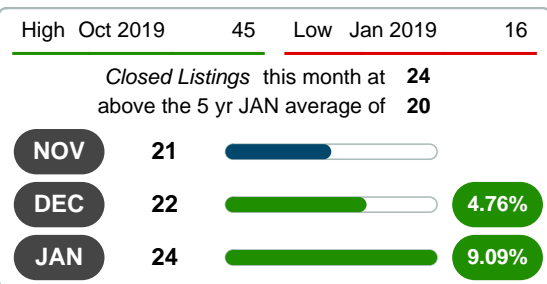 High Oct 2019 45 Low Jan 2019 16
Closed Listings this month at 24
above the 5 yr JAN average of 20
NOV 21
DEC 22 4.76%
JAN 24 9.09%